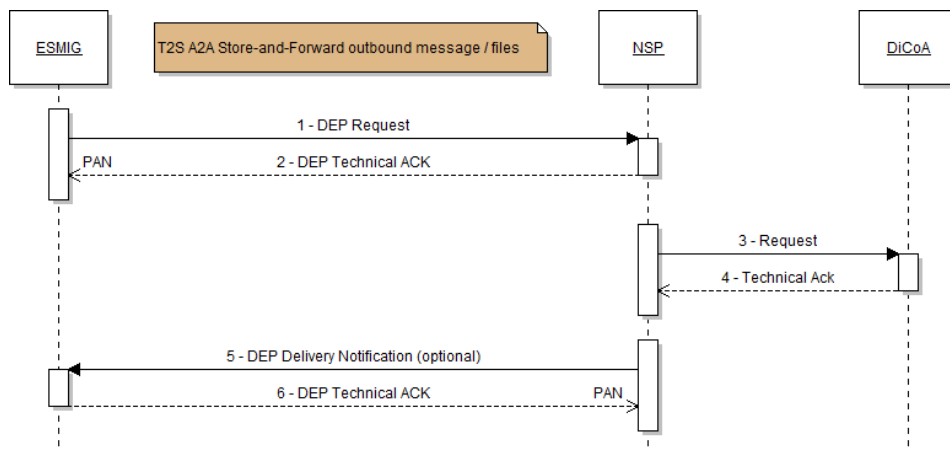 ESMIG
T2S A2A Store-and-Forward outbound message / files
NSP
DiCoA
1 - DEP Request
PAN
2 - DEP Technical ACK
3 - Request
4 - Technical Ack
5 - DEP Delivery Notification (optional)
6 - DEP Technical ACK
PAN